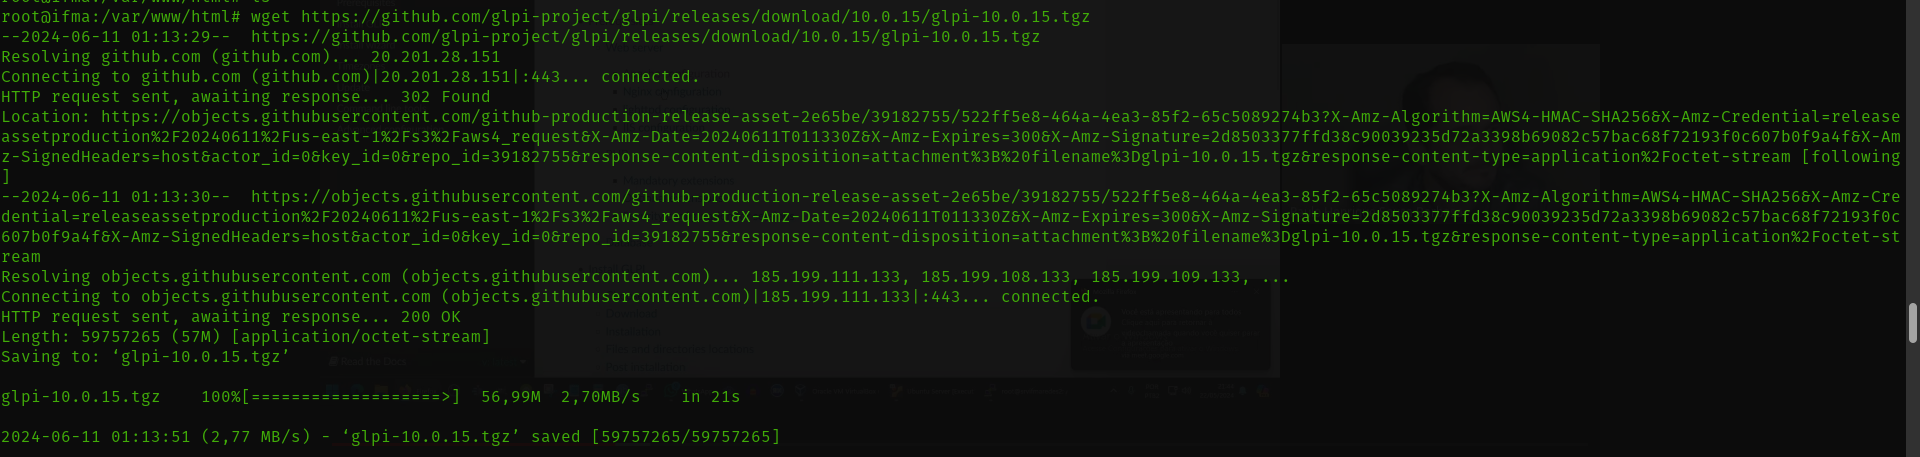 root@ifma:/var/www/html# ls
root@ifma:/var/www/html# wget https://github.com/glpi-project/glpi/releases/download/10.0.15/glpi-10.0.15.tgz
--2024-06-11 01:13:29--  https://github.com/glpi-project/glpi/releases/download/10.0.15/glpi-10.0.15.tgz
Resolving github.com (github.com)... 20.201.28.151
Connecting to github.com (github.com)|20.201.28.151|:443... connected.
HTTP request sent, awaiting response... 302 Found
Location: https://objects.githubusercontent.com/github-production-release-asset-2e65be/39182755/522ff5e8-464a-4ea3-85f2-65c5089274b3?X-Amz-Algorithm=AWS4-HMAC-SHA256&X-Amz-Credential=release
assetproduction%2F20240611%2Fus-east-1%2Fs3%2Faws4_request&X-Amz-Date=20240611T011330Z&X-Amz-Expires=300&X-Amz-Signature=2d8503377ffd38c90039235d72a3398b69082c57bac68f72193f0c607b0f9a4f&X-Am
z-SignedHeaders=host&actor_id=0&key_id=0&repo_id=39182755&response-content-disposition=attachment%3B%20filename%3Dglpi-10.0.15.tgz&response-content-type=application%2Foctet-stream [following
]
--2024-06-11 01:13:30--  https://objects.githubusercontent.com/github-production-release-asset-2e65be/39182755/522ff5e8-464a-4ea3-85f2-65c5089274b3?X-Amz-Algorithm=AWS4-HMAC-SHA256&X-Amz-Cre
dential=releaseassetproduction%2F20240611%2Fus-east-1%2Fs3%2Faws4_request&X-Amz-Date=20240611T011330Z&X-Amz-Expires=300&X-Amz-Signature=2d8503377ffd38c90039235d72a3398b69082c57bac68f72193f0c
607b0f9a4f&X-Amz-SignedHeaders=host&actor_id=0&key_id=0&repo_id=39182755&response-content-disposition=attachment%3B%20filename%3Dglpi-10.0.15.tgz&response-content-type=application%2Foctet-st
ream
Resolving objects.githubusercontent.com (objects.githubusercontent.com)... 185.199.111.133, 185.199.108.133, 185.199.109.133, ...
Connecting to objects.githubusercontent.com (objects.githubusercontent.com)|185.199.111.133|:443... connected.
HTTP request sent, awaiting response... 200 OK
Length: 59757265 (57M) [application/octet-stream]
Saving to: ‘glpi-10.0.15.tgz’
glpi-10.0.15.tgz    100%[===================>]  56,99M  2,70MB/s    in 21s
2024-06-11 01:13:51 (2,77 MB/s) - ‘glpi-10.0.15.tgz’ saved [59757265/59757265]